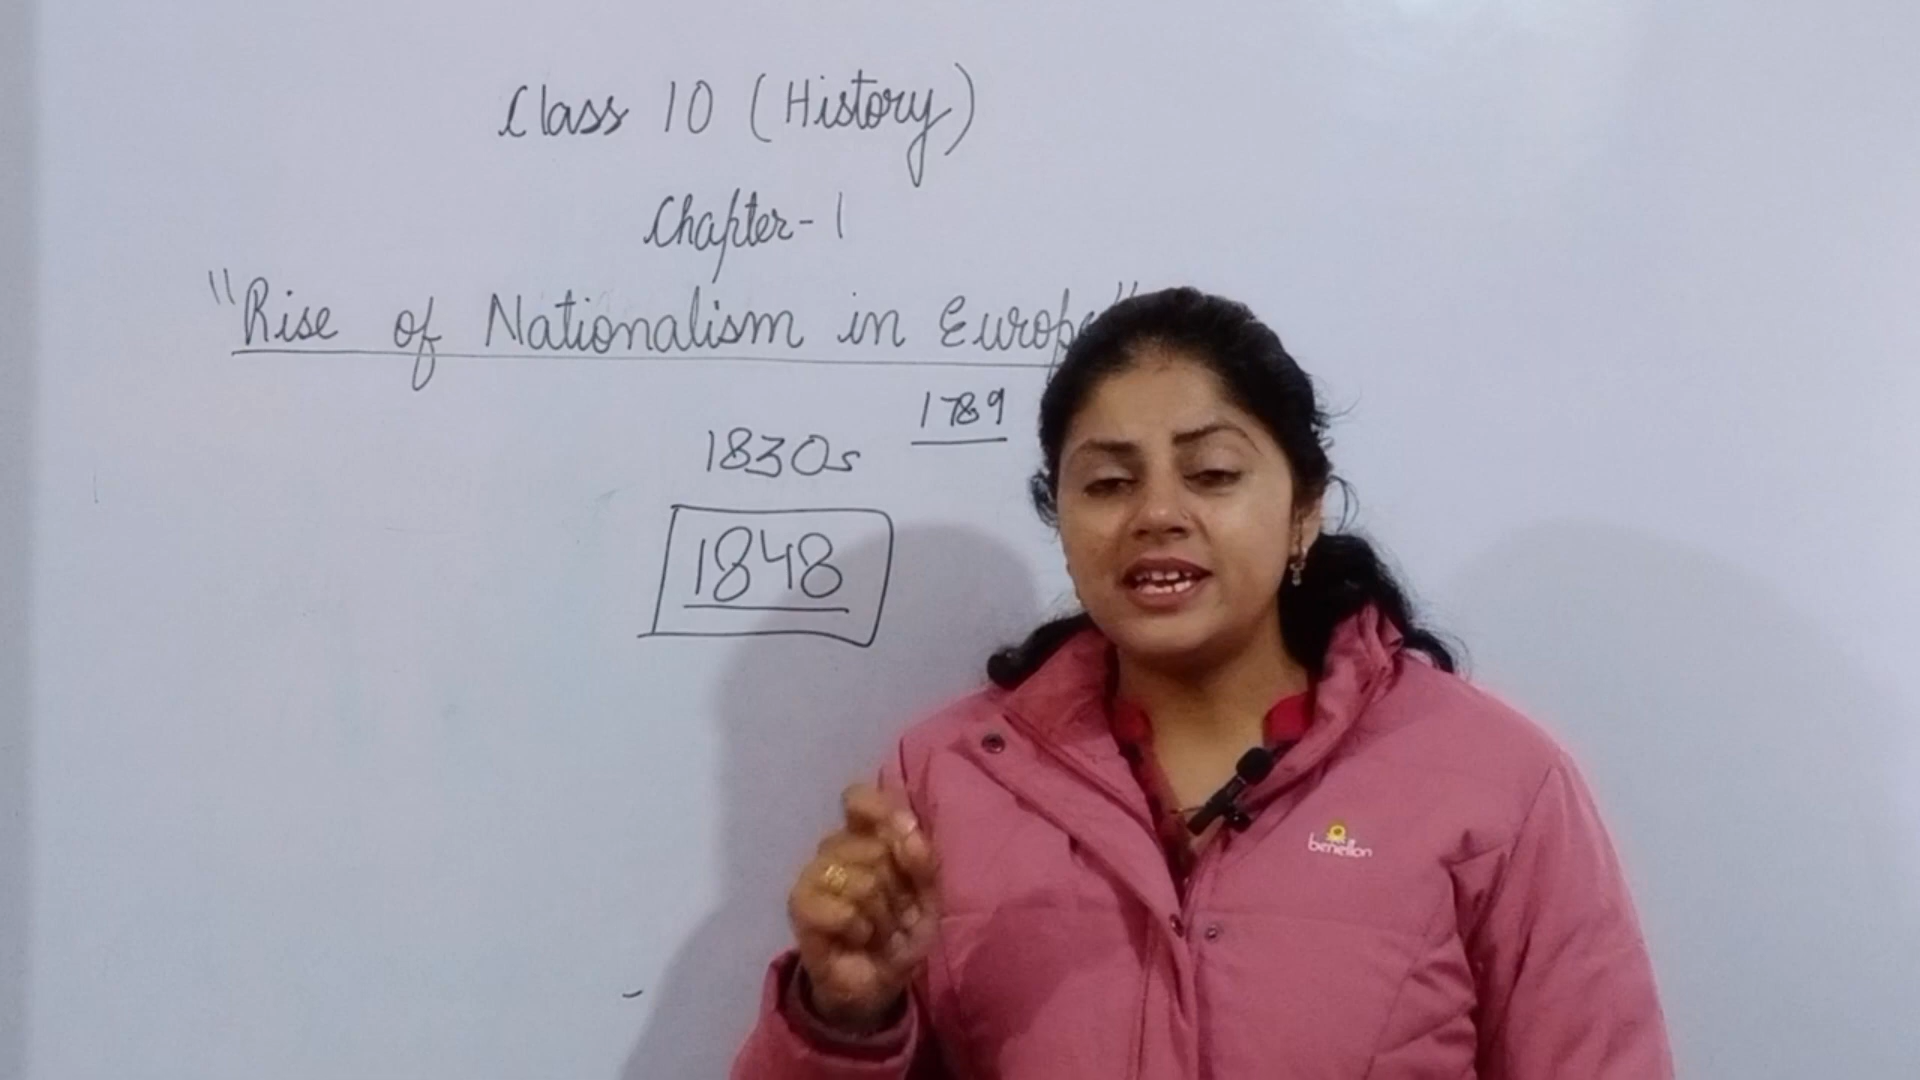 Class 10 (History)
Chapter-1
"Rise of Nationalism in Europe"
1789
1830s
1848
benetton